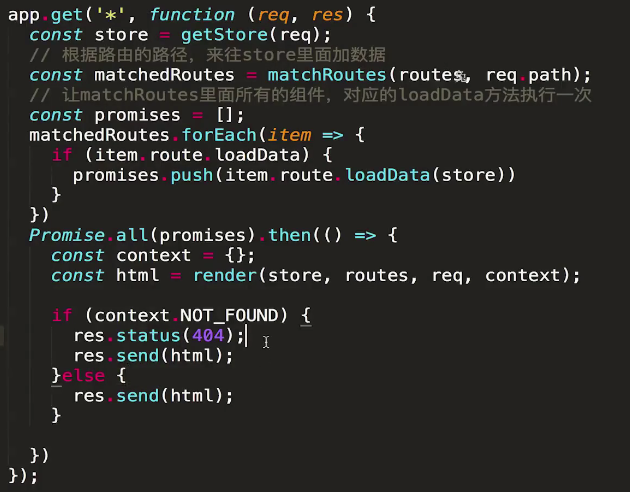 app.get('*', function (req, res) {
  const store = getStore(req);
  // 根据路由的路径，来往store里面加数据
  const matchedRoutes = matchRoutes(routes, req.path);
  // 让matchRoutes里面所有的组件，对应的loadData方法执行一次
  const promises = [];
  matchedRoutes.forEach(item => {
    if (item.route.loadData) {
      promises.push(item.route.loadData(store))
    }
  })
  Promise.all(promises).then(() => {
    const context = {};
    const html = render(store, routes, req, context);

    if (context.NOT_FOUND) {
      res.status(404);
      res.send(html);
    }else {
      res.send(html);
    }

  })
});